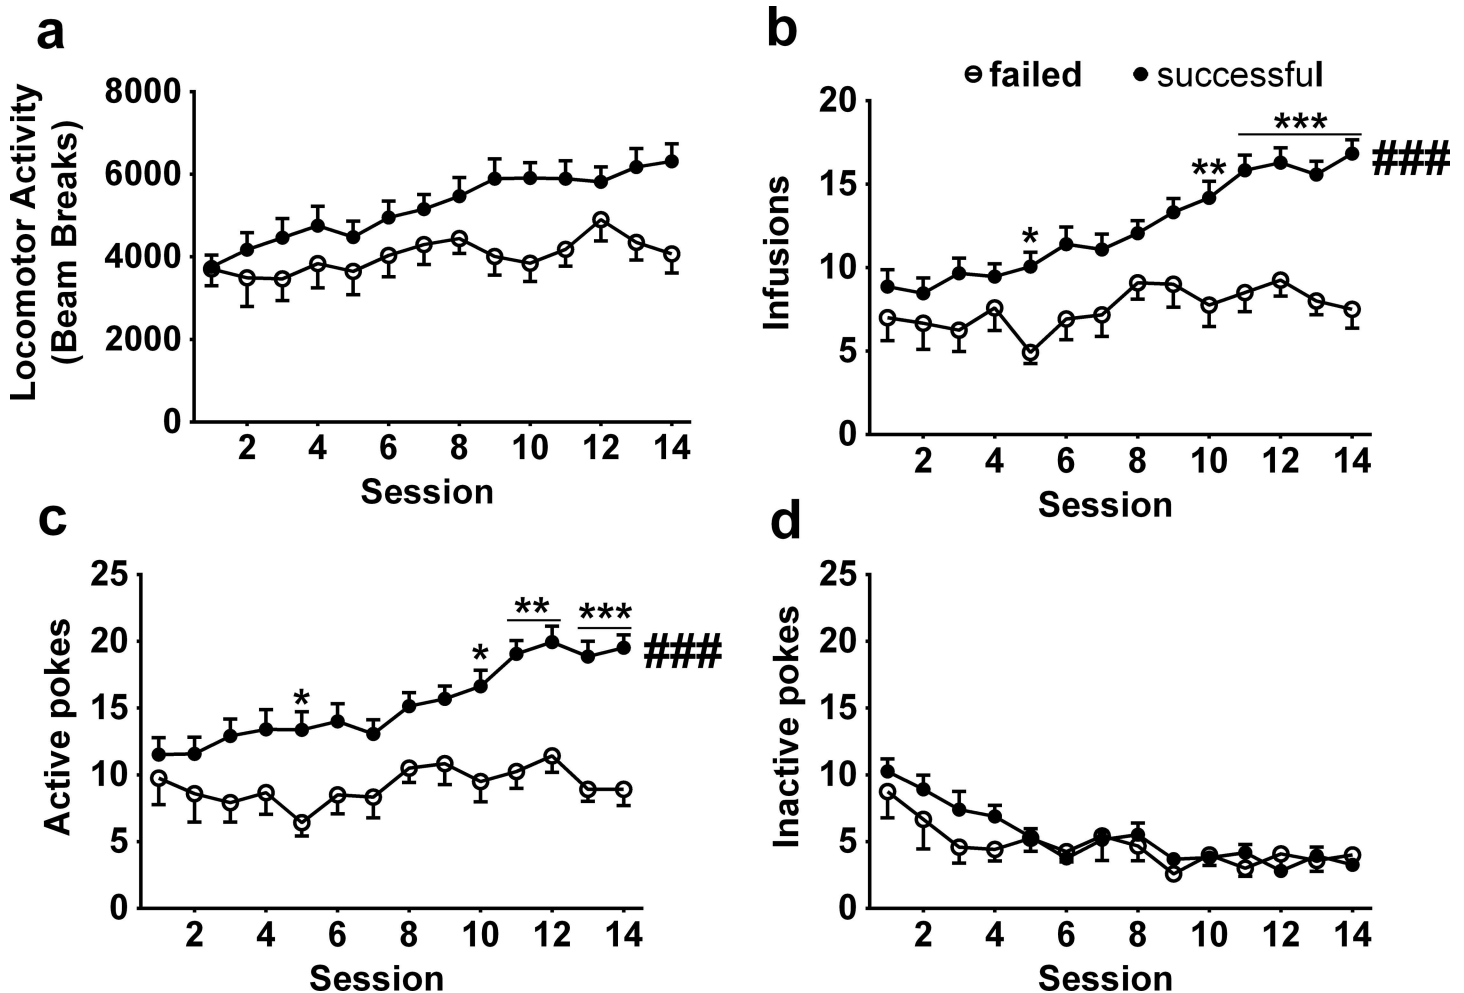 a
Locomotor Activity
(Beam Breaks)
8000
6000
4000
2000
0
2 4 6 8 10 12 14
Session
b
failed successful
Infusions
20
15
10
5
0
* ** *** ###
2 4 6 8 10 12 14
Session
c
Active pokes
25
20
15
10
5
0
* * ** *** ###
2 4 6 8 10 12 14
Session
d
Inactive pokes
25
20
15
10
5
0
2 4 6 8 10 12 14
Session